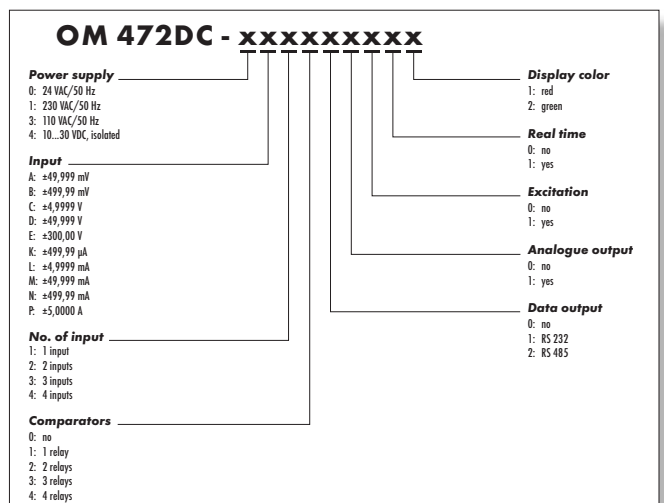 OM 472DC - xxxxxxxxx
Power supply
0: 24 VAC/50 Hz
1: 230 VAC/50 Hz
3: 110 VAC/50 Hz
4: 10...30 VDC, isolated
Input
A: ±49,999 mV
B: ±499,99 mV
C: ±4,9999 V
D: ±49,999 V
E: ±300,00 V
K: ±499,99 µA
L: ±4,9999 mA
M: ±49,999 mA
N: ±499,99 mA
P: ±5,0000 A
No. of input
1: 1 input
2: 2 inputs
3: 3 inputs
4: 4 inputs
Comparators
0: no
1: 1 relay
2: 2 relays
3: 3 relays
4: 4 relays
Display color
1: red
2: green
Real time
0: no
1: yes
Excitation
0: no
1: yes
Analogue output
0: no
1: yes
Data output
0: no
1: RS 232
2: RS 485